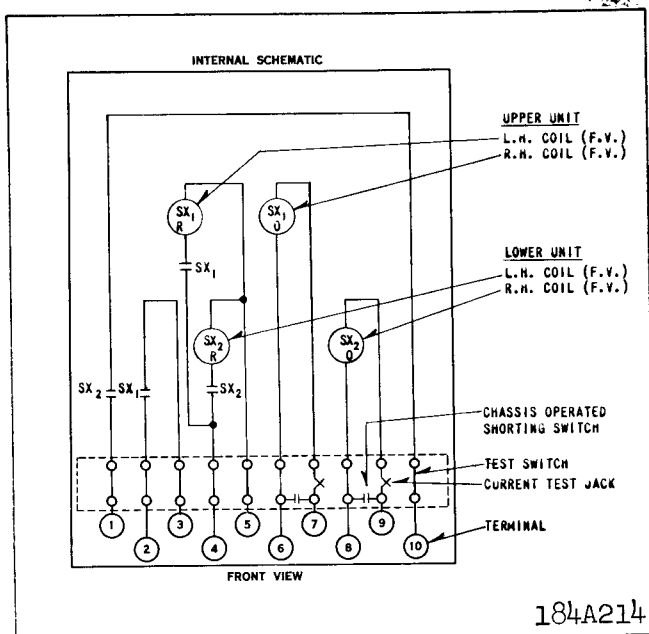 INTERNAL SCHEMATIC
UPPER UNIT
L.H. COIL (F.V.)
R.H. COIL (F.V.)
SX1
R
SX1
O
SX1
LOWER UNIT
L.H. COIL (F.V.)
R.H. COIL (F.V.)
SX2
R
SX2
O
SX2
SX1
SX2
CHASSIS OPERATED
SHORTING SWITCH
TEST SWITCH
CURRENT TEST JACK
1
3
5
7
9
2
4
6
8
10
TERMINAL
FRONT VIEW
184A214